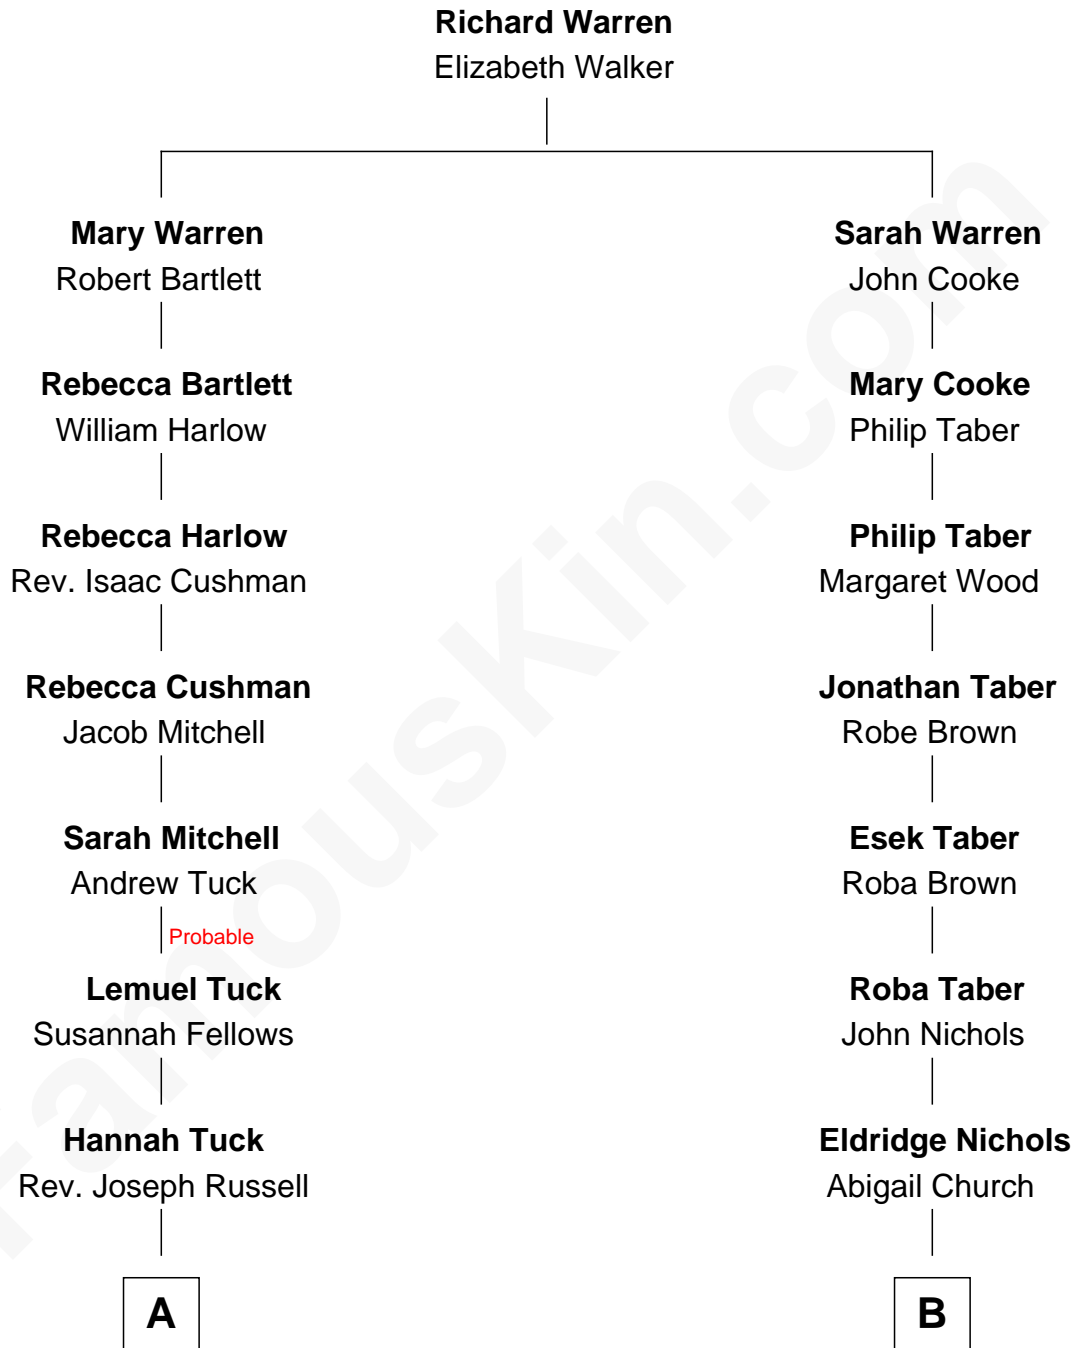 Richard Warren
Elizabeth Walker
Mary Warren
Robert Bartlett
Rebecca Bartlett
William Harlow
Rebecca Harlow
Rev. Isaac Cushman
Rebecca Cushman
Jacob Mitchell
Sarah Mitchell
Andrew Tuck
Probable
Lemuel Tuck
Susannah Fellows
Hannah Tuck
Rev. Joseph Russell
A
Sarah Warren
John Cooke
Mary Cooke
Philip Taber
Philip Taber
Margaret Wood
Jonathan Taber
Robe Brown
Esek Taber
Roba Brown
Roba Taber
John Nichols
Eldridge Nichols
Abigail Church
B
FamousKin.com